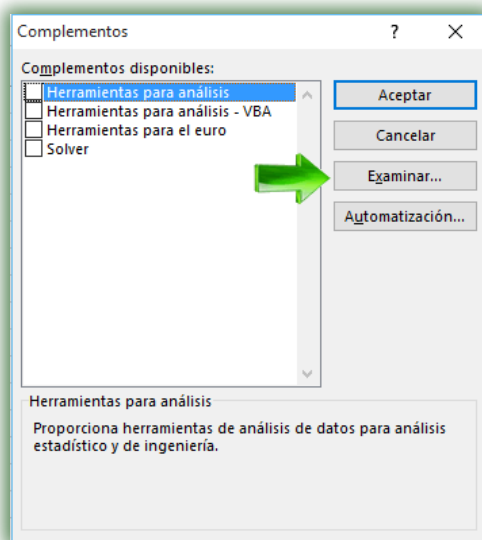 Complementos
?
Complementos disponibles:
Herramientas para análisis
Herramientas para análisis - VBA
Herramientas para el euro
Solver
Aceptar
Cancelar
Examinar...
Automatización...
Herramientas para análisis
Proporciona herramientas de análisis de datos para análisis
estadístico y de ingeniería.